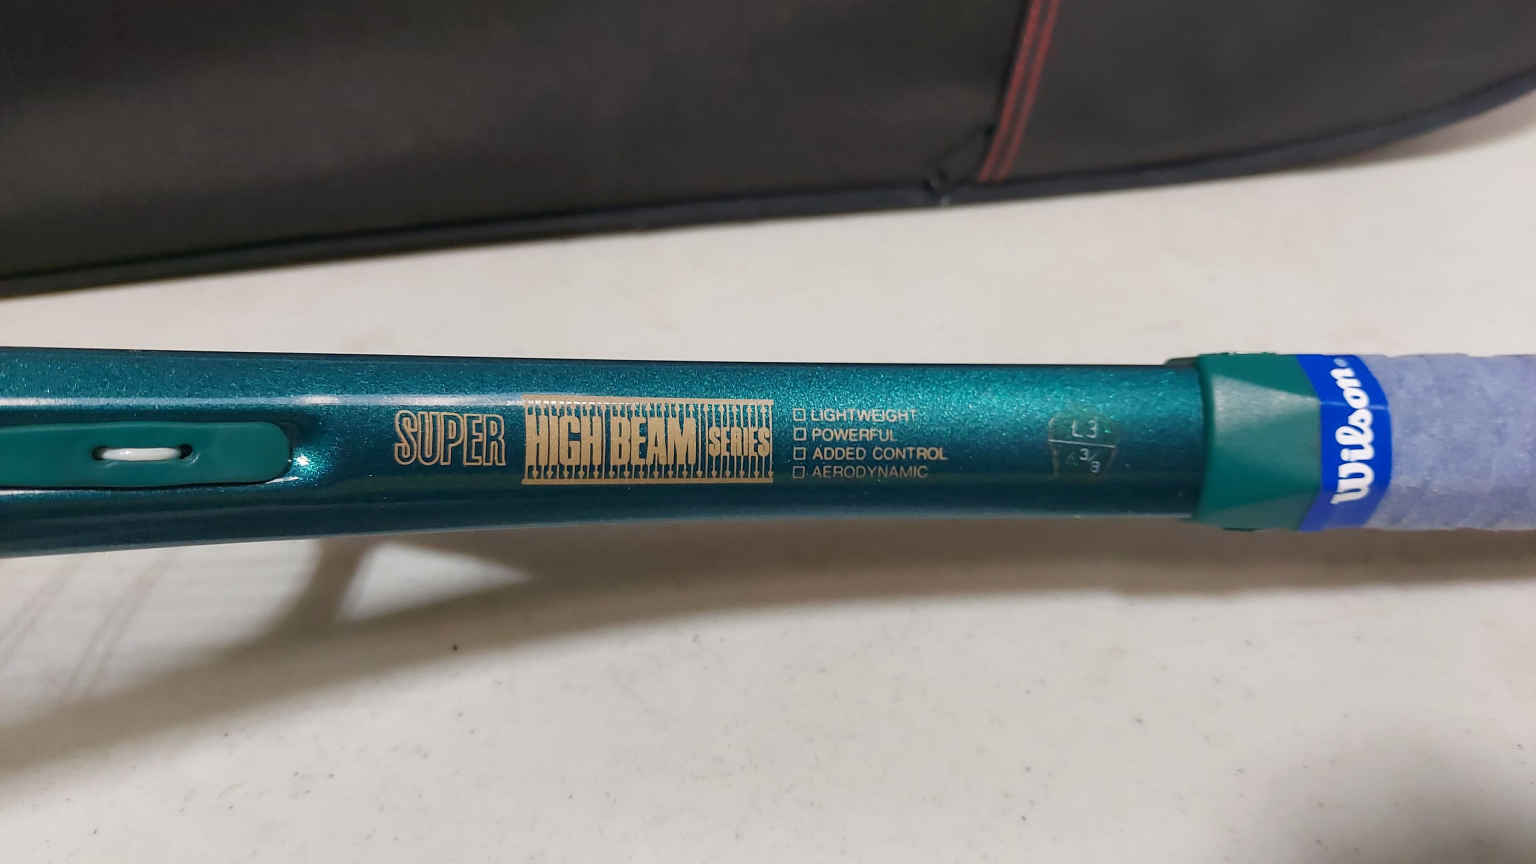 SUPER
HIGH BEAM SERIES
LIGHTWEIGHT
POWERFUL
ADDED CONTROL
AERODYNAMIC
L3
4 3/8
Wilson